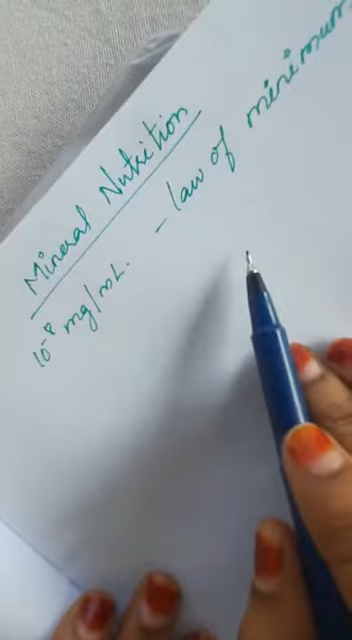 Mineral Nutrition
- law of minimum
10⁻⁸ mg/mL.